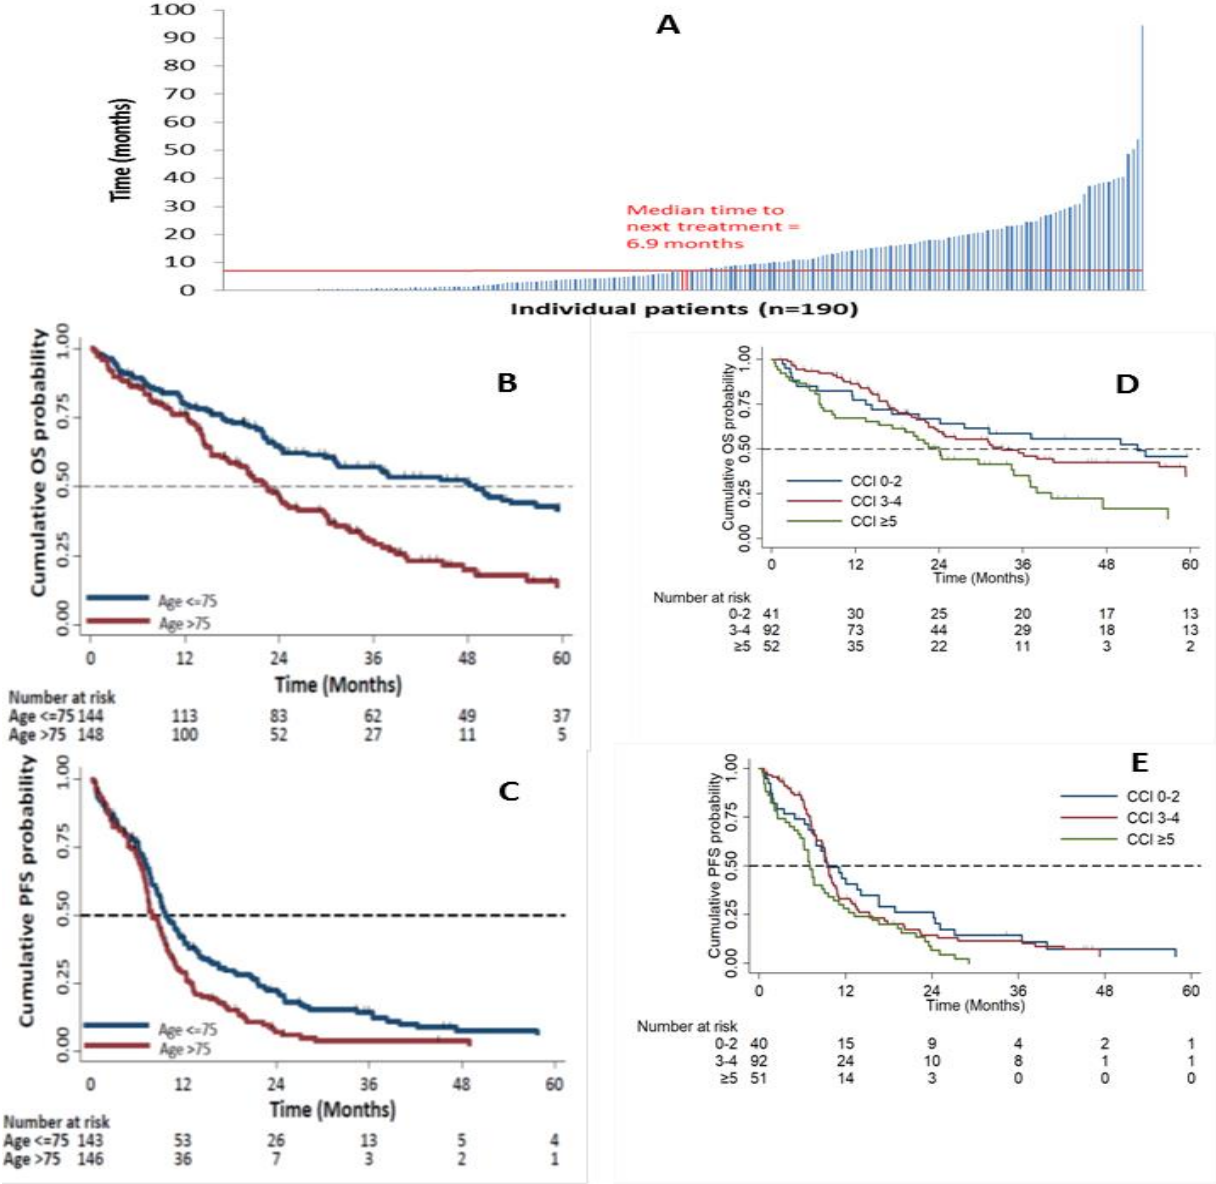 A
Time (months)
100
90
80
70
60
50
40
30
20
10
0
Median time to
next treatment =
6.9 months
Individual patients (n=190)
B
Cumulative OS probability
1.00
0.75
0.50
0.25
0.00
Age <=75
Age >75
0 12 24 36 48 60
Time (Months)
Number at risk
Age <=75 144 113 83 62 49 37
Age >75 148 100 52 27 11 5
C
Cumulative PFS probability
1.00
0.75
0.50
0.25
0.00
Age <=75
Age >75
0 12 24 36 48 60
Time (Months)
Number at risk
Age <=75 143 53 26 13 5 4
Age >75 146 36 7 3 2 1
D
Cumulative OS probability
1.00
0.75
0.50
0.25
0.00
CCI 0-2
CCI 3-4
CCI ≥5
0 12 24 36 48 60
Time (Months)
Number at risk
0-2 41 30 25 20 17 13
3-4 92 73 44 29 18 13
≥5 52 35 22 11 3 2
E
Cumulative PFS probability
1.00
0.75
0.50
0.25
0.00
CCI 0-2
CCI 3-4
CCI ≥5
0 12 24 36 48 60
Time (Months)
Number at risk
0-2 40 15 9 4 2 1
3-4 92 24 10 8 1 1
≥5 51 14 3 0 0 0